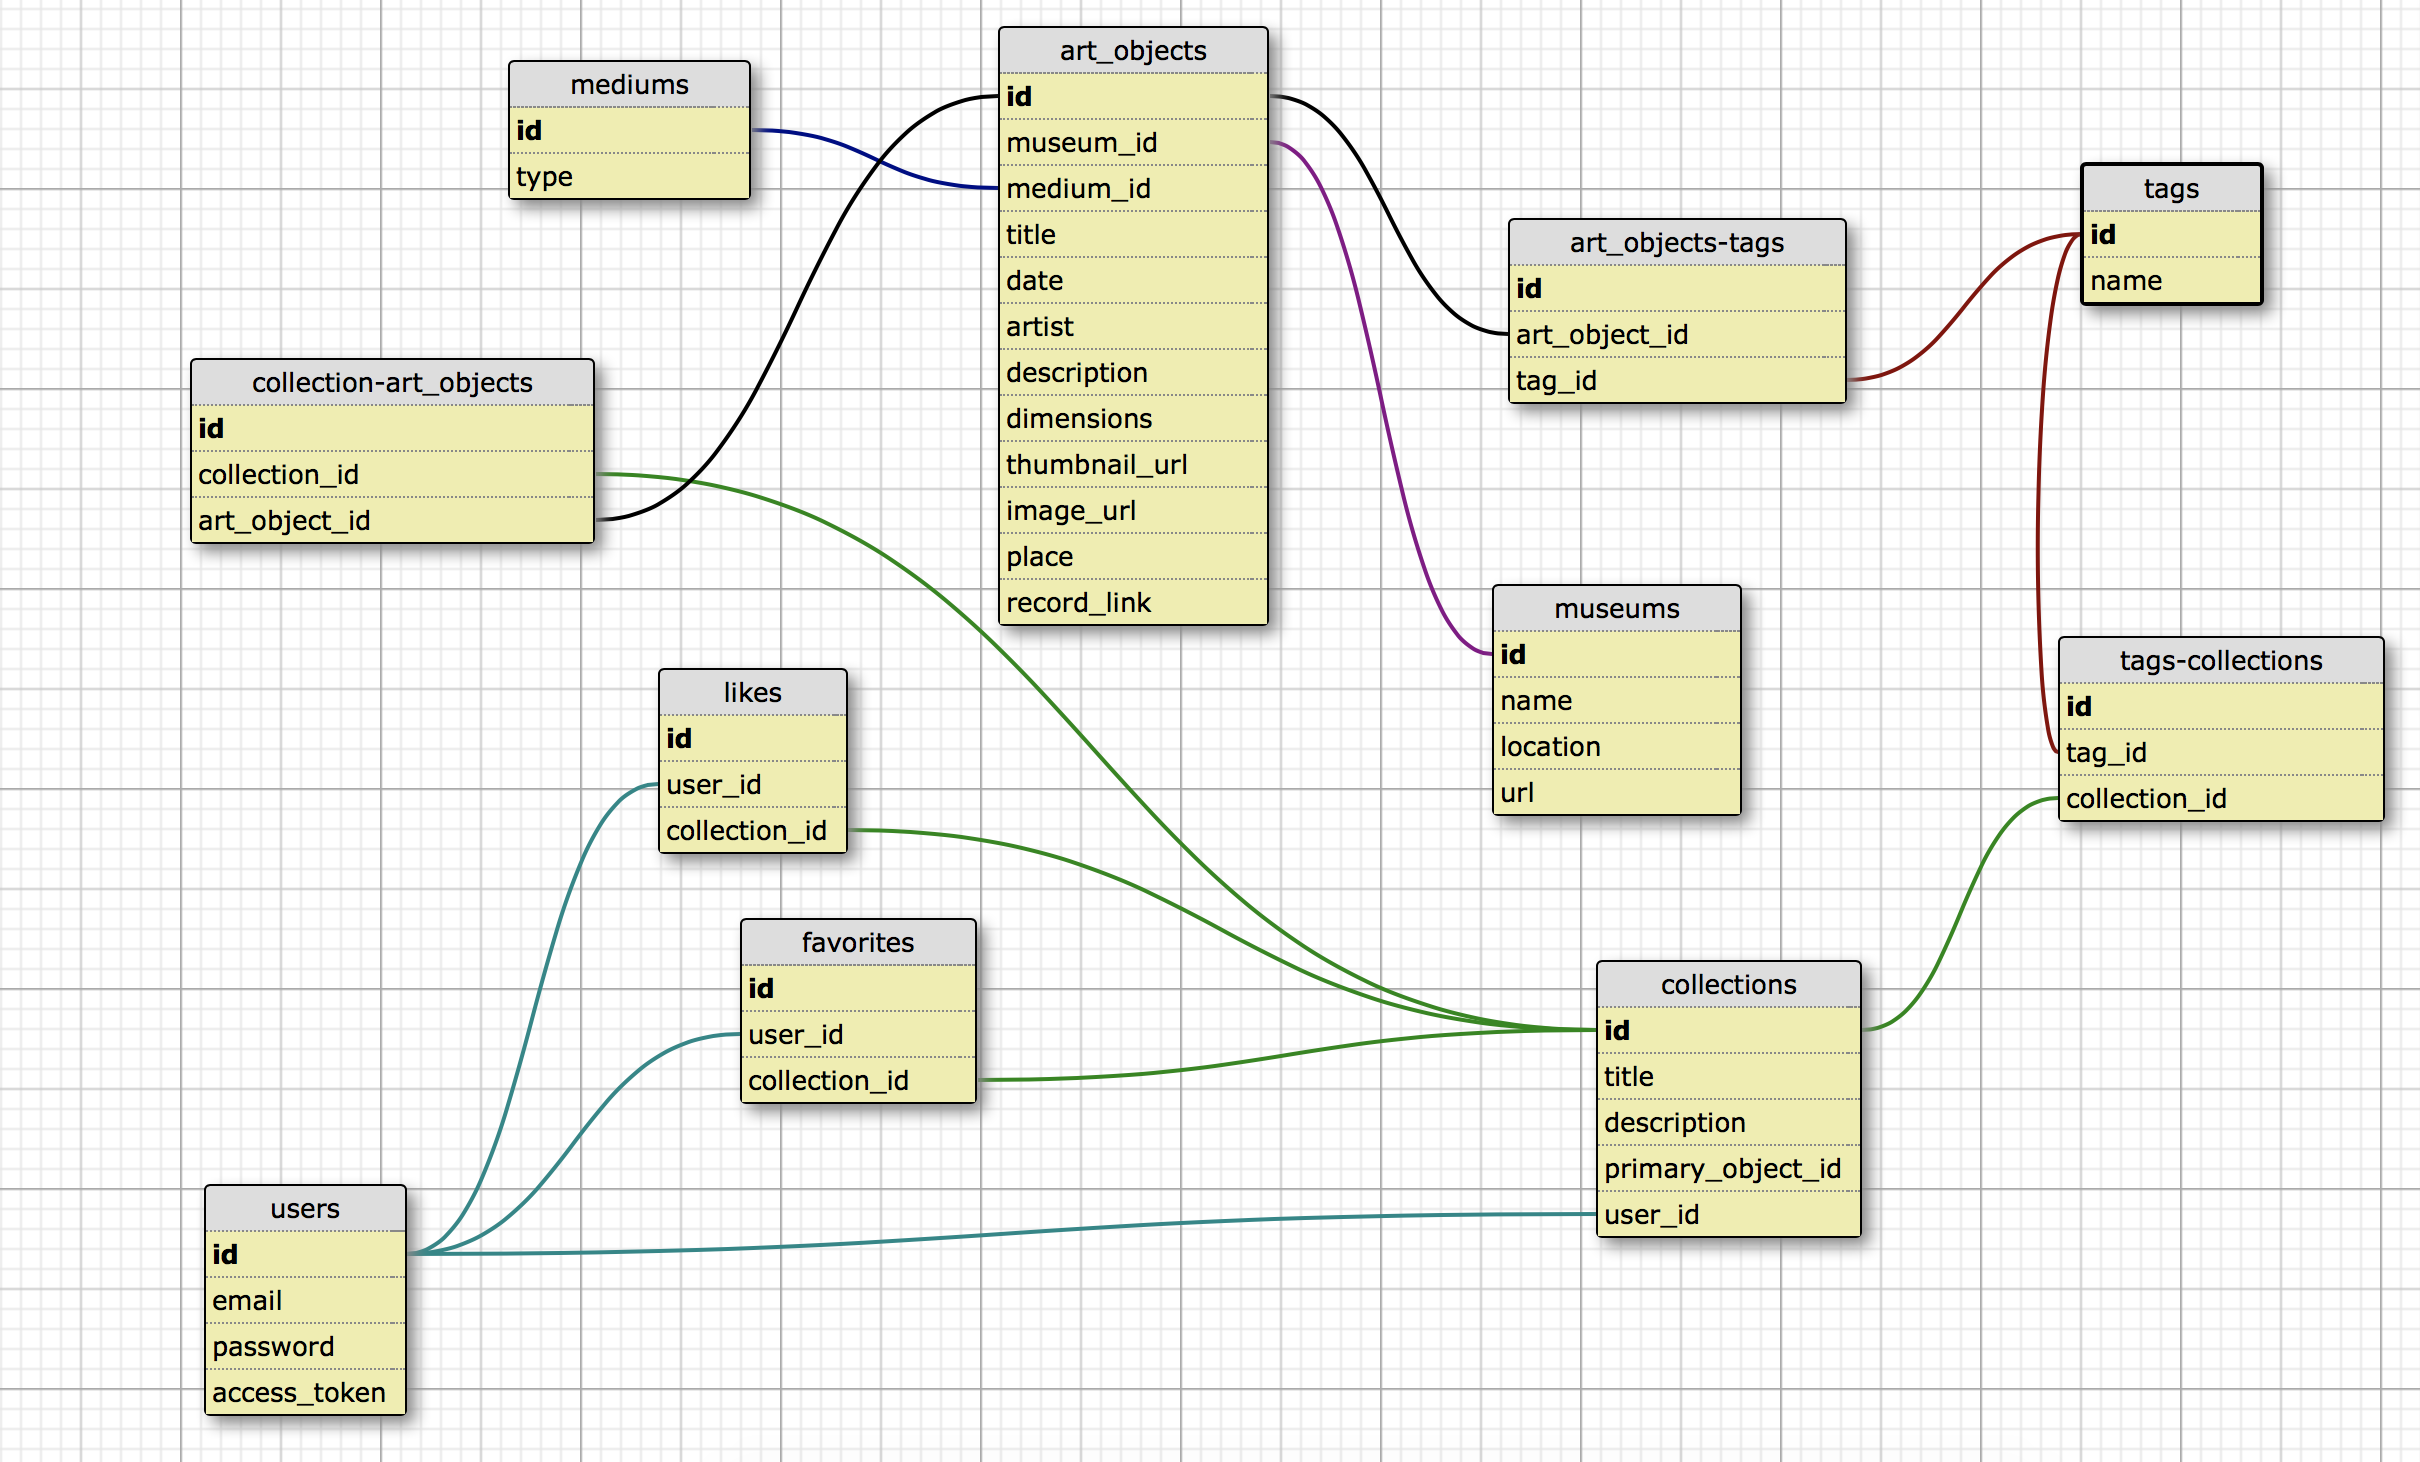 mediums
id
type
art_objects
id
museum_id
medium_id
title
date
artist
description
dimensions
thumbnail_url
image_url
place
record_link
tags
id
name
art_objects-tags
id
art_object_id
tag_id
collection-art_objects
id
collection_id
art_object_id
museums
id
name
location
url
tags-collections
id
tag_id
collection_id
likes
id
user_id
collection_id
favorites
id
user_id
collection_id
collections
id
title
description
primary_object_id
user_id
users
id
email
password
access_token